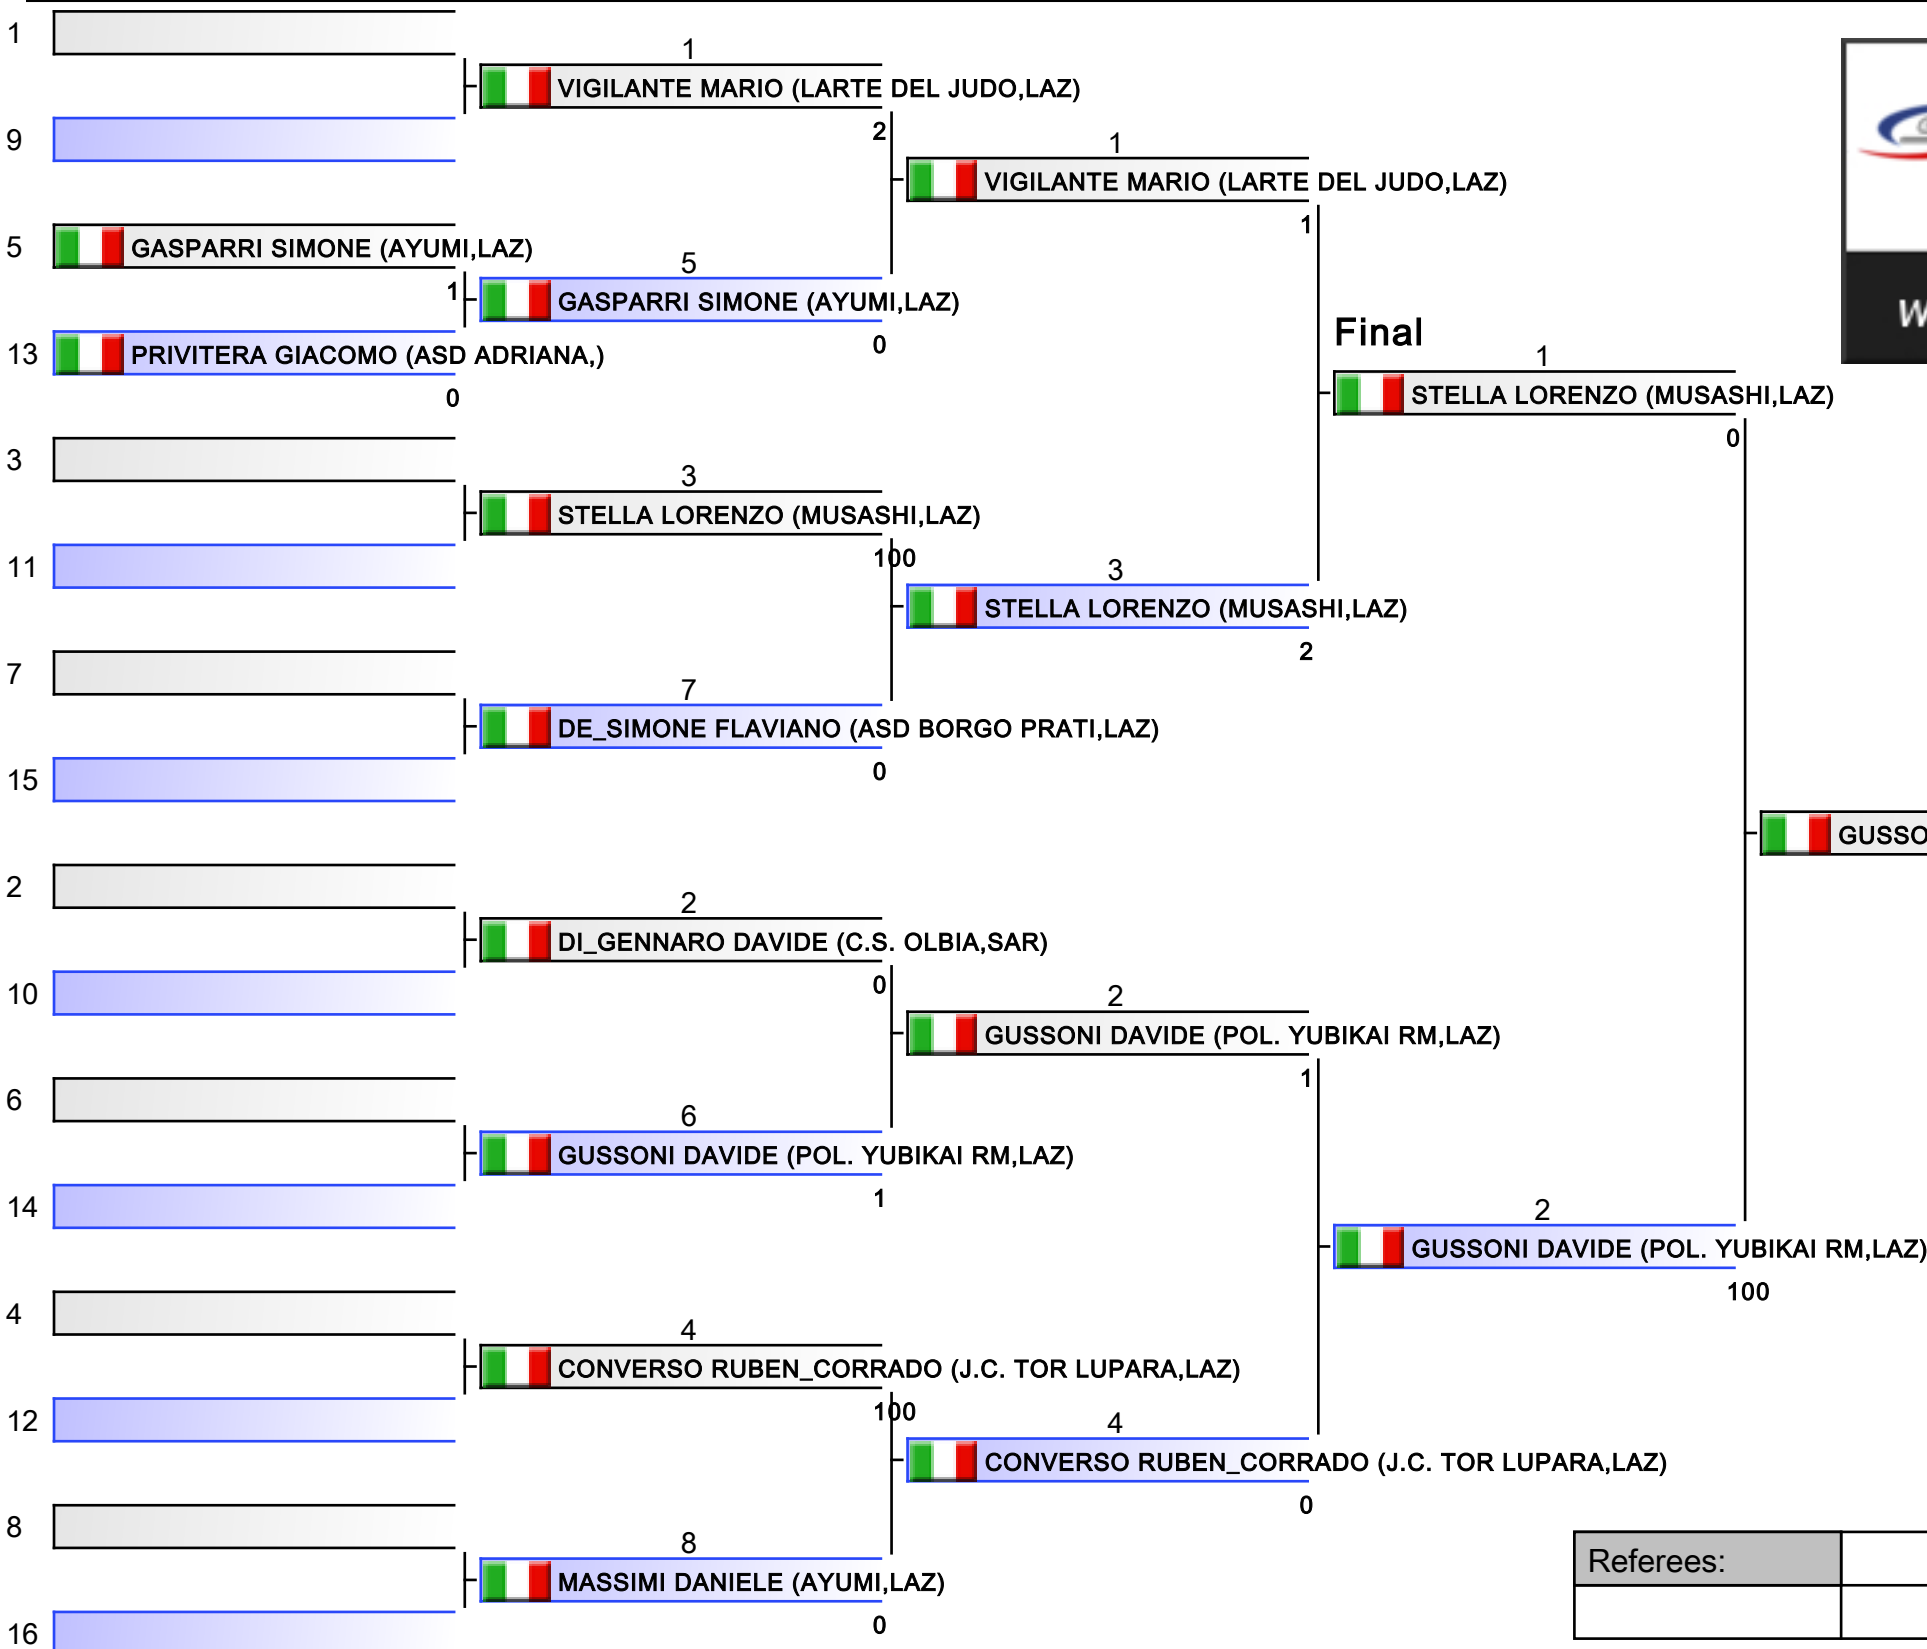 1
1
VIGILANTE MARIO (LARTE DEL JUDO,LAZ)
2
9
1
VIGILANTE MARIO (LARTE DEL JUDO,LAZ)
1
5
GASPARRI SIMONE (AYUMI,LAZ)
1
5
GASPARRI SIMONE (AYUMI,LAZ)
0
13
PRIVITERA GIACOMO (ASD ADRIANA,)
0
Final
1
STELLA LORENZO (MUSASHI,LAZ)
0
3
3
STELLA LORENZO (MUSASHI,LAZ)
100
11
3
STELLA LORENZO (MUSASHI,LAZ)
2
7
7
DE_SIMONE FLAVIANO (ASD BORGO PRATI,LAZ)
0
15
GUSSO
2
2
DI_GENNARO DAVIDE (C.S. OLBIA,SAR)
0
10
2
GUSSONI DAVIDE (POL. YUBIKAI RM,LAZ)
1
6
6
GUSSONI DAVIDE (POL. YUBIKAI RM,LAZ)
1
14
2
GUSSONI DAVIDE (POL. YUBIKAI RM,LAZ)
100
4
4
CONVERSO RUBEN_CORRADO (J.C. TOR LUPARA,LAZ)
100
12
4
CONVERSO RUBEN_CORRADO (J.C. TOR LUPARA,LAZ)
0
8
8
MASSIMI DANIELE (AYUMI,LAZ)
0
16
Referees: